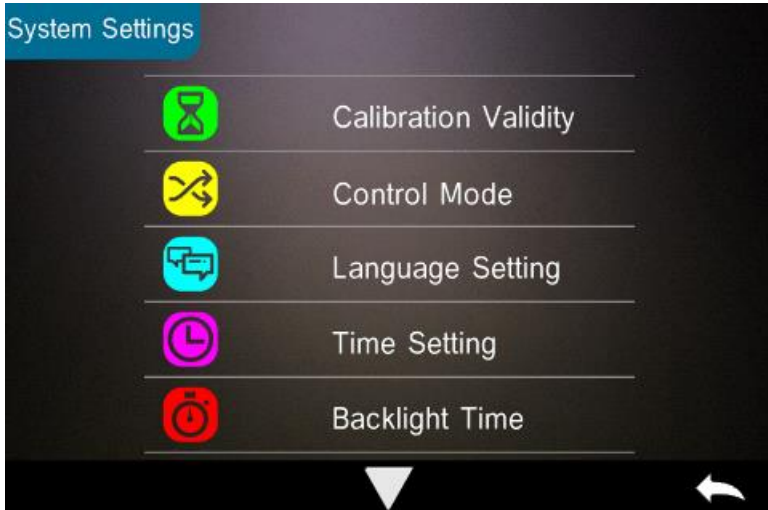 System Settings
Calibration Validity
Control Mode
Language Setting
Time Setting
Backlight Time